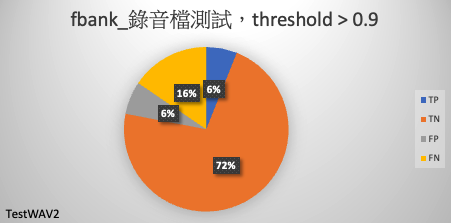 fbank_錄音檔測試，threshold > 0.9
6%
16%
6%
72%
TP
TN
FP
FN
TestWAV2